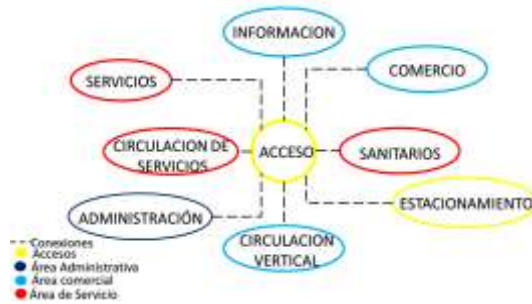 INFORMACION
COMERCIO
SERVICIOS
CIRCULACION DE
SERVICIOS
ACCESO
SANITARIOS
ESTACIONAMIENTO
ADMINISTRACIÓN
CIRCULACION
VERTICAL
Conexiones
Accesos
Área Administrativa
Área comercial
Área de Servicio